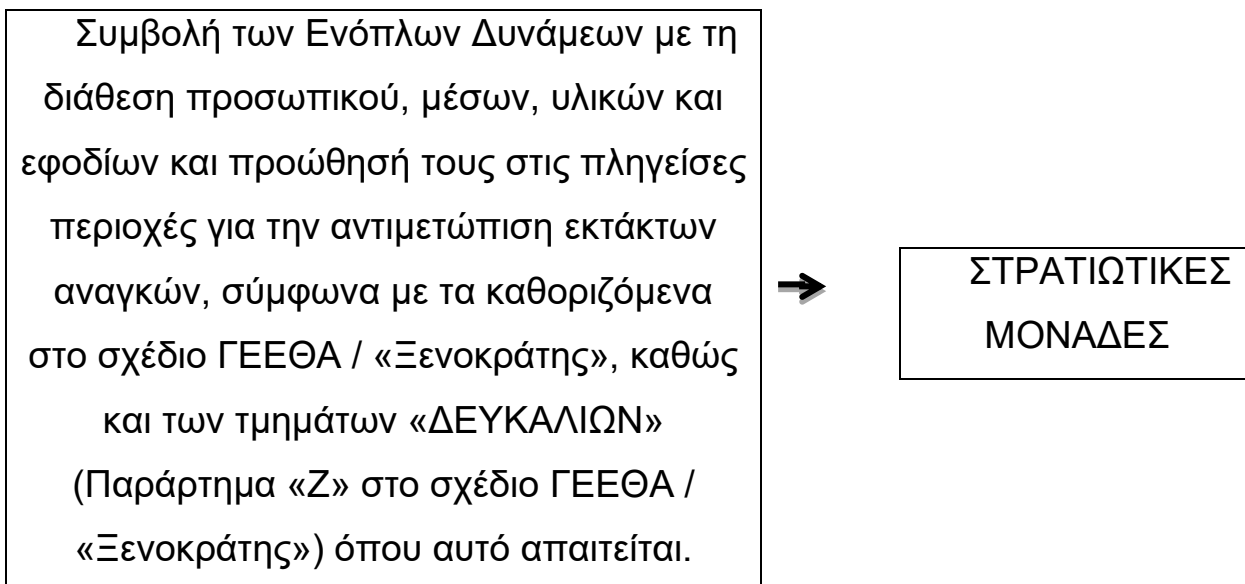 Συμβολή των Ενόπλων Δυνάμεων με τη
διάθεση προσωπικού, μέσων, υλικών και
εφοδίων και προώθησή τους στις πληγείσες
περιοχές για την αντιμετώπιση εκτάκτων
αναγκών, σύμφωνα με τα καθοριζόμενα
στο σχέδιο ΓΕΕΘΑ / «Ξενοκράτης», καθώς
και των τμημάτων «ΔΕΥΚΑΛΙΩΝ»
(Παράρτημα «Ζ» στο σχέδιο ΓΕΕΘΑ /
«Ξενοκράτης») όπου αυτό απαιτείται.
ΣΤΡΑΤΙΩΤΙΚΕΣ
ΜΟΝΑΔΕΣ